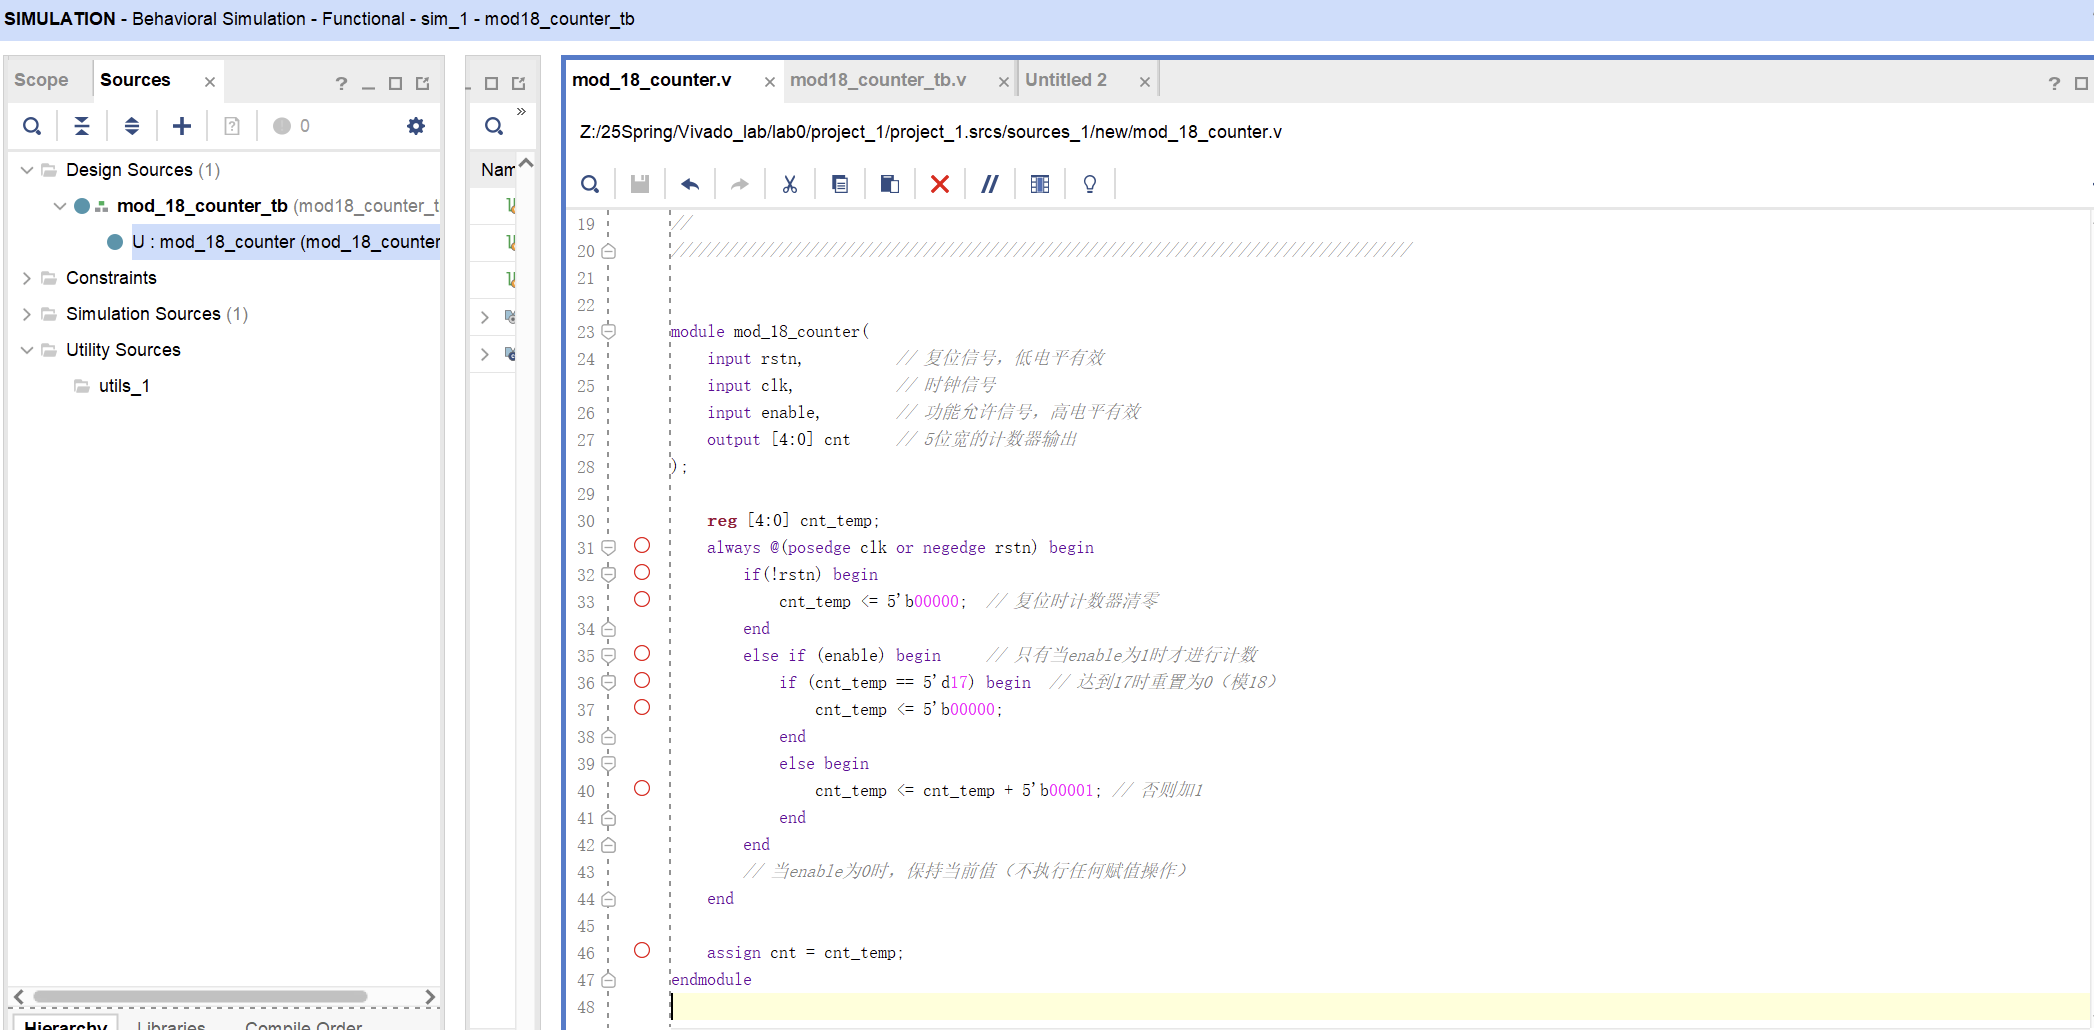 SIMULATION - Behavioral Simulation - Functional - sim_1 - mod18_counter_tb
Scope
Sources
0
Design Sources (1)
mod_18_counter_tb (mod18_counter_t
U : mod_18_counter (mod_18_counter
Constraints
Simulation Sources (1)
Utility Sources
utils_1
Hierarchy
Libraries
Compile Order
Nam
mod_18_counter.v
mod18_counter_tb.v
Untitled 2
Z:/25Spring/Vivado_lab/lab0/project_1/project_1.srcs/sources_1/new/mod_18_counter.v
19 //
20 //////////////////////////////////////////////////////////////////////////////////
21
22
23 module mod_18_counter(
24 input rstn, // 复位信号，低电平有效
25 input clk, // 时钟信号
26 input enable, // 功能允许信号，高电平有效
27 output [4:0] cnt // 5位宽的计数器输出
28 );
29
30 reg [4:0] cnt_temp;
31 always @(posedge clk or negedge rstn) begin
32 if(!rstn) begin
33 cnt_temp <= 5'b00000; // 复位时计数器清零
34 end
35 else if (enable) begin // 只有当enable为1时才进行计数
36 if (cnt_temp == 5'd17) begin // 达到17时重置为0（模18）
37 cnt_temp <= 5'b00000;
38 end
39 else begin
40 cnt_temp <= cnt_temp + 5'b00001; // 否则加1
41 end
42 end
43 // 当enable为0时，保持当前值（不执行任何赋值操作）
44 end
45
46 assign cnt = cnt_temp;
47 endmodule
48